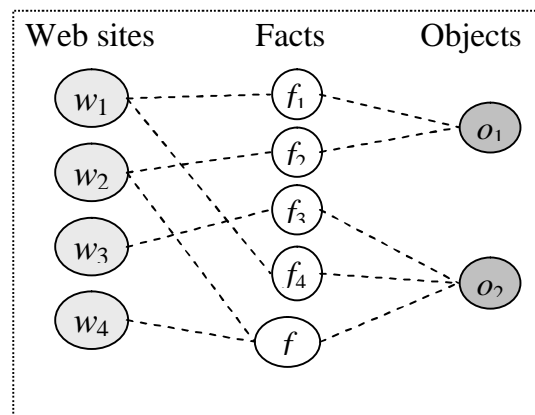 Web sites Facts Objects
w1 f1
w2 f2 o1
w3 f3
w4 f4 o2
f